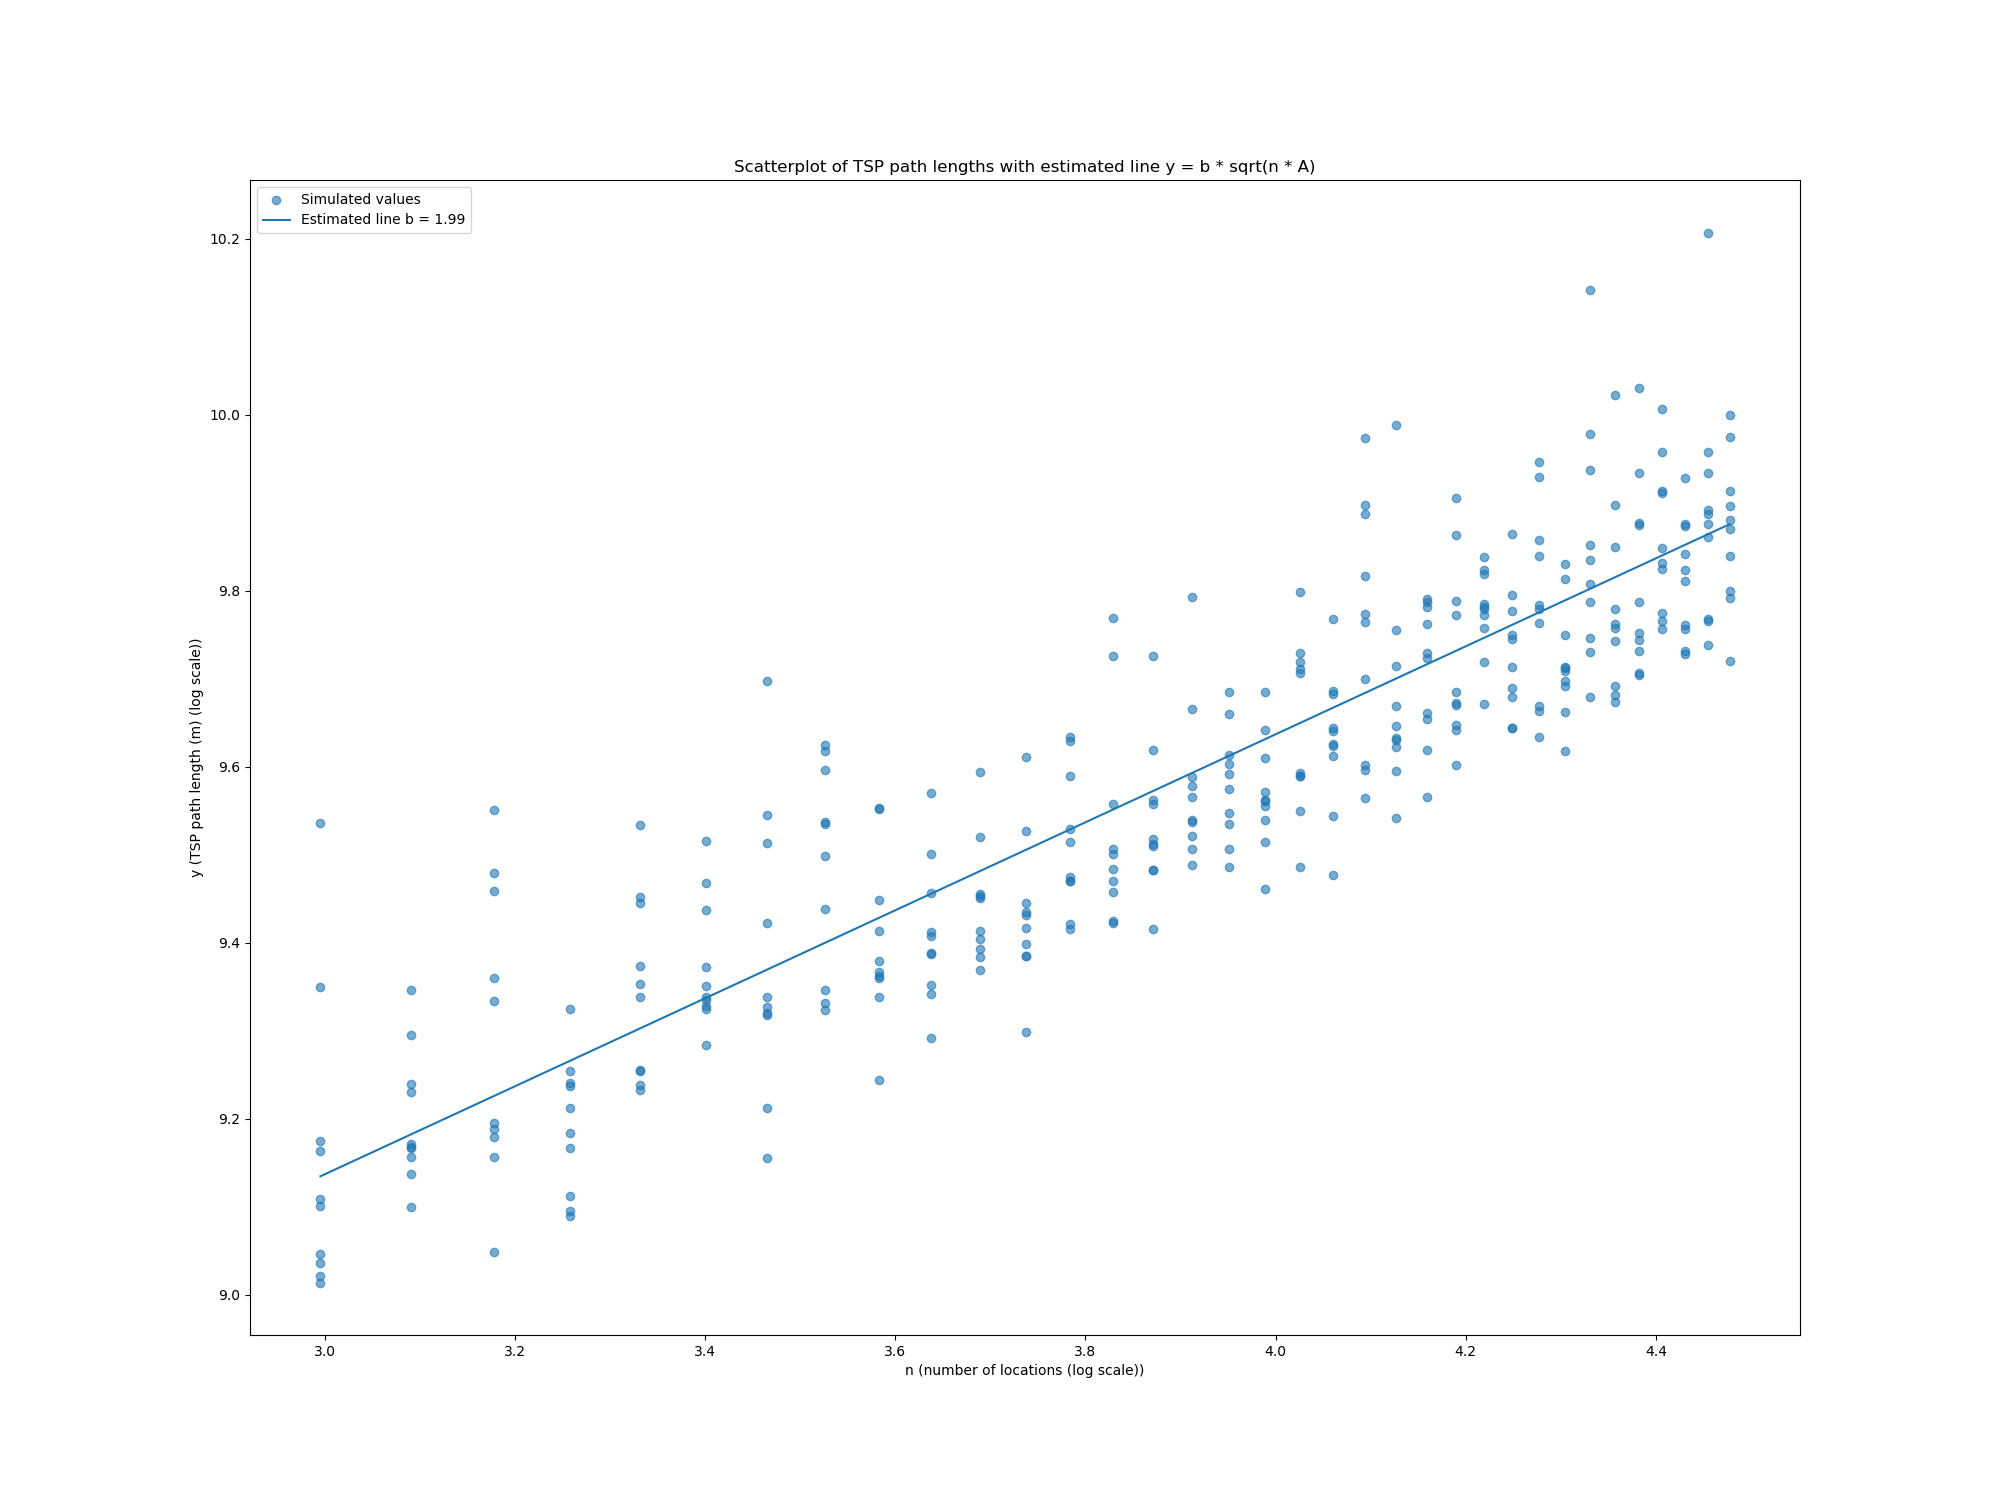 Scatterplot of TSP path lengths with estimated line y = b * sqrt(n * A)
Simulated values
Estimated line b = 1.99
10.2
10.0
9.8
9.6
9.4
9.2
9.0
y (TSP path length (m) (log scale))
3.0 3.2 3.4 3.6 3.8 4.0 4.2 4.4
n (number of locations (log scale))